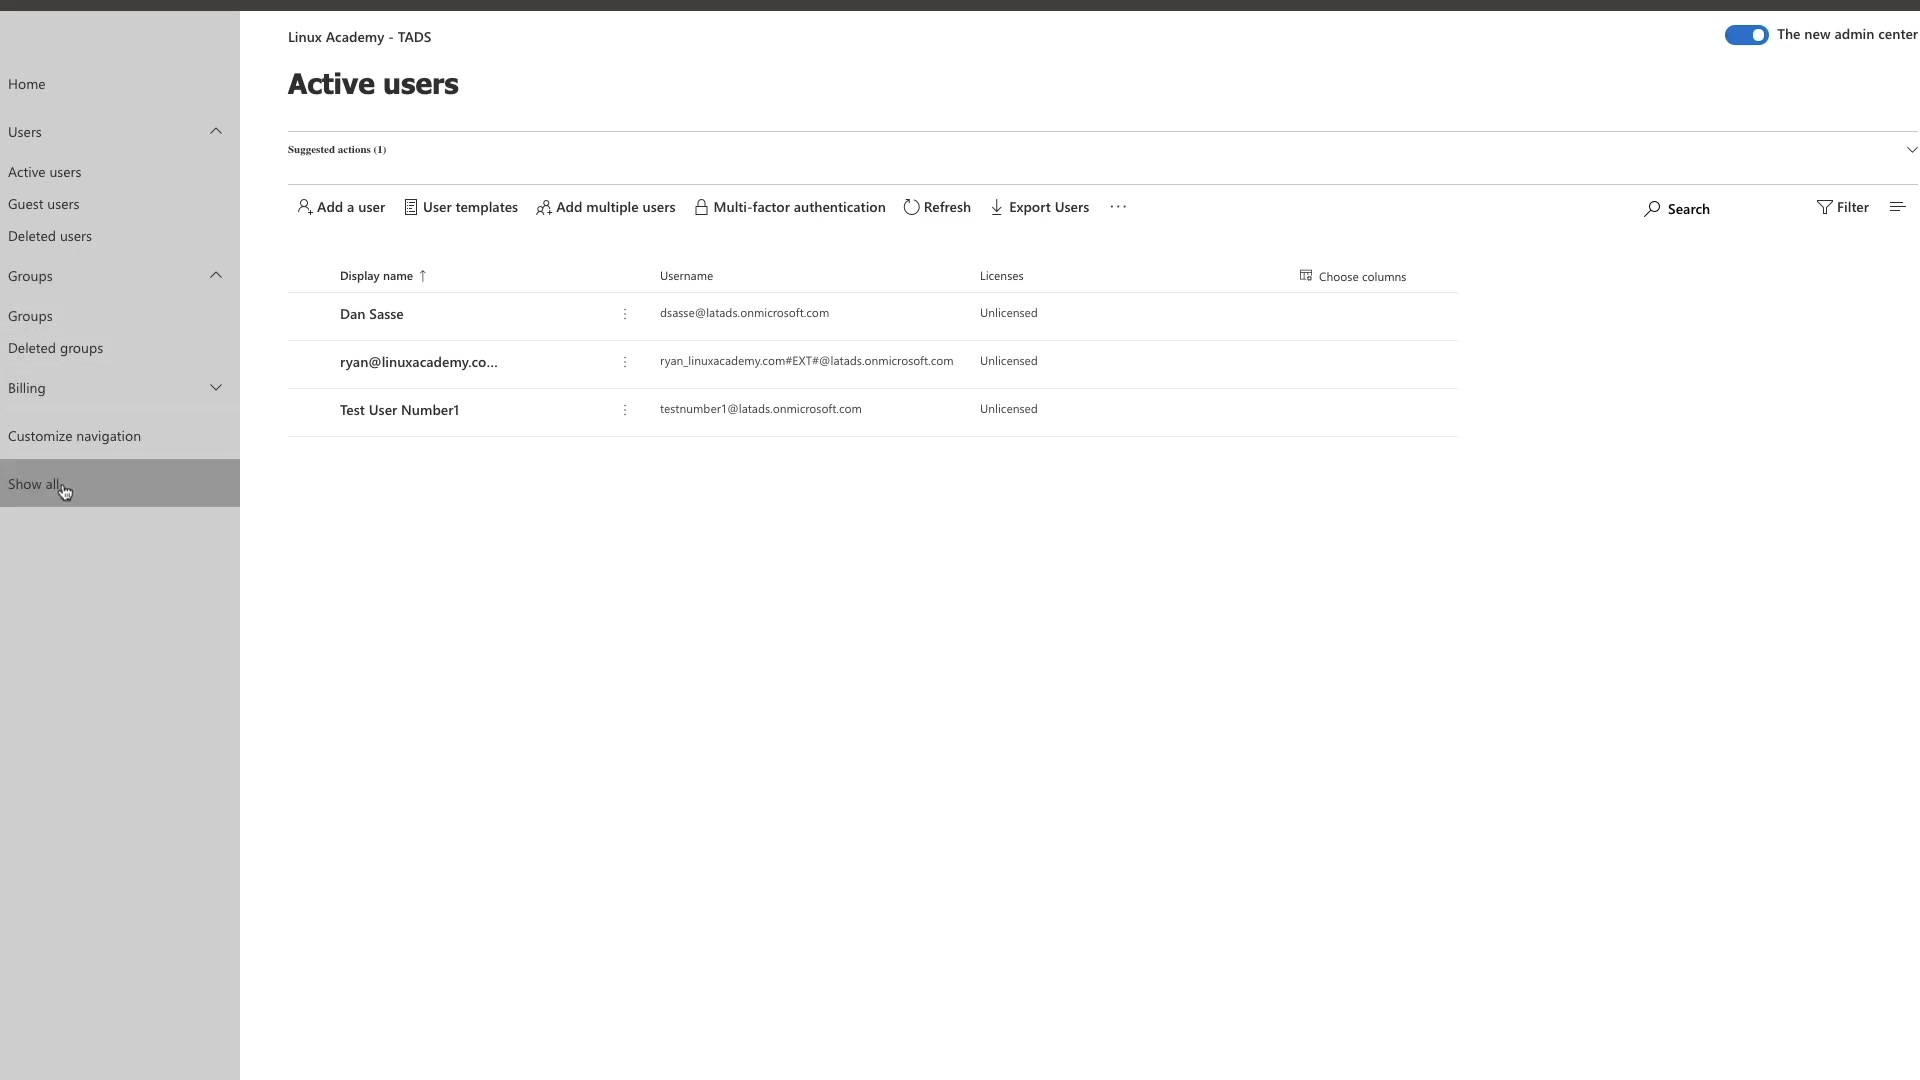 Linux Academy - TADS
The new admin center
Home
Active users
Users
Suggested actions (1)
Active users
Guest users
Deleted users
Groups
Groups
Deleted groups
Billing
Customize navigation
Show all
Add a user
User templates
Add multiple users
Multi-factor authentication
Refresh
Export Users
Search
Filter
Display name ↑ Username Licenses Choose columns
Dan Sasse dsasse@latads.onmicrosoft.com Unlicensed
ryan@linuxacademy.co... ryan_linuxacademy.com#EXT#@latads.onmicrosoft.com Unlicensed
Test User Number1 testnumber1@latads.onmicrosoft.com Unlicensed